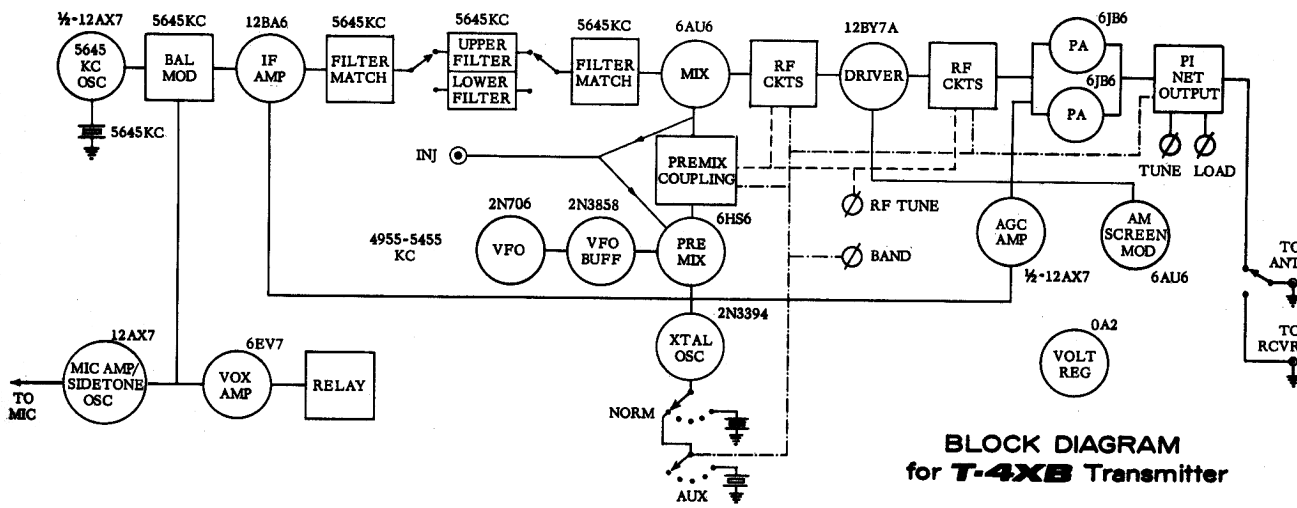 ½-12AX7
12BA6
5645KC
5645KC
5645KC
6AU6
12BY7A
6JB6
5645
KC
OSC
BAL
MOD
IF
AMP
FILTER
MATCH
UPPER
FILTER
LOWER
FILTER
FILTER
MATCH
MIX
RF
CKTS
DRIVER
RF
CKTS
PA
6JB6
PA
PI
NET
OUTPUT
5645KC
INJ
PREMIX
COUPLING
TUNE
LOAD
RF TUNE
6HS6
2N706
2N3858
4955-5455
KC
VFO
VFO
BUFF
PRE
MIX
BAND
AGC
AMP
½-12AX7
AM
SCREEN
MOD
6AU6
TO
ANT
2N3394
XTAL
OSC
0A2
VOLT
REG
TO
RCVR
12AX7
MIC AMP/
SIDETONE
OSC
6EV7
VOX
AMP
RELAY
TO
MIC
NORM
AUX
BLOCK DIAGRAM
for T-4XB Transmitter